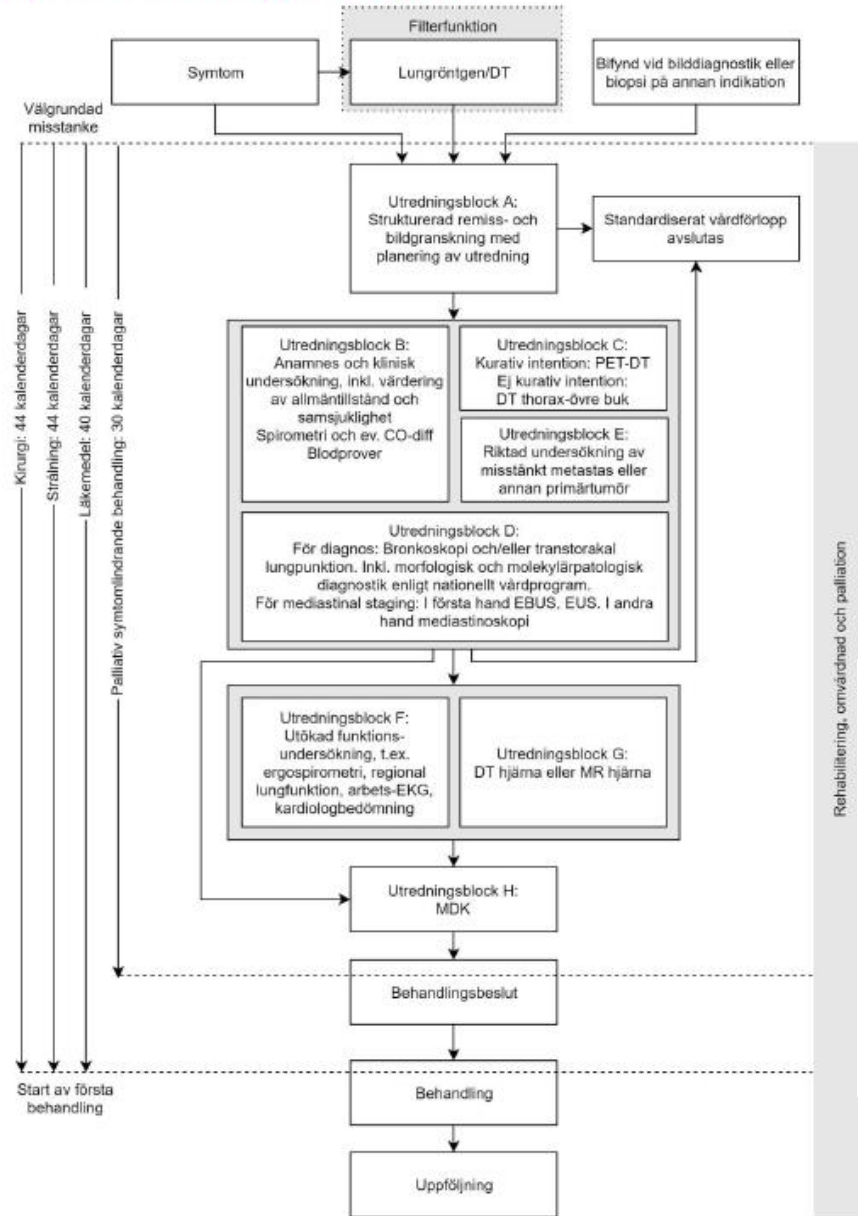 Filterfunktion
Symtom
Lungröntgen/DT
Bifynd vid bilddiagnostik eller
biopsi på annan indikation
Välgrundad
misstanke
Utredningsblock A:
Strukturerad remiss- och
bildgranskning med
planering av utredning
Standardiserat vårdförlopp
avslutas
Kirurgi: 44 kalenderdagar
Strålning: 44 kalenderdagar
Läkemedel: 40 kalenderdagar
Palliativ symtomlindrande behandling: 30 kalenderdagar
Utredningsblock B:
Anamnes och klinisk
undersökning, inkl. värdering
av allmäntillstånd och
samsjuklighet
Spirometri och ev. CO-diff
Blodprover
Utredningsblock C:
Kurativ intention: PET-DT
Ej kurativ intention:
DT thorax-övre buk
Utredningsblock E:
Riktad undersökning av
misstänkt metastas eller
annan primärtumör
Utredningsblock D:
För diagnos: Bronkoskopi och/eller transtorakal
lungpunktion. Inkl. morfologisk och molekylärpatologisk
diagnostik enligt nationellt vårdprogram.
För mediastinal staging: I första hand EBUS, EUS. I andra
hand mediastinoskopi
Utredningsblock F:
Utökad funktions-
undersökning, t.ex.
ergospirometri, regional
lungfunktion, arbets-EKG,
kardiologbedömning
Utredningsblock G:
DT hjärna eller MR hjärna
Utredningsblock H:
MDK
Behandlingsbeslut
Start av första
behandling
Behandling
Uppföljning
Rehabilitering, omvårdnad och palliation